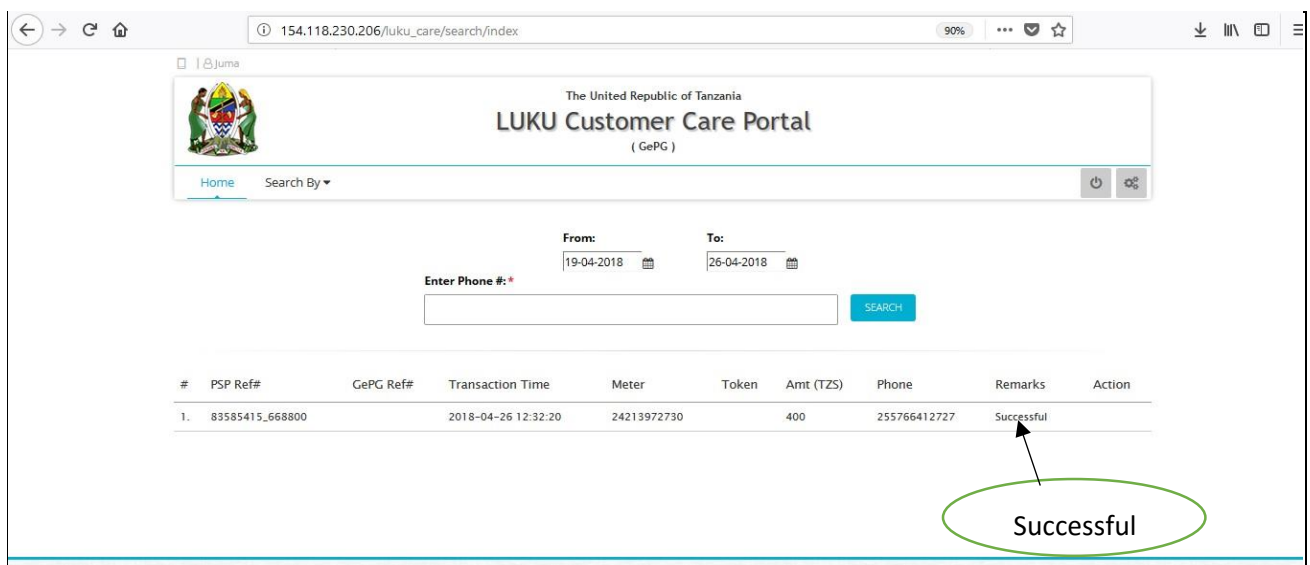 154.118.230.206/luku_care/search/index 90%
| Juma
The United Republic of Tanzania
LUKU Customer Care Portal
( GePG )
Home Search By
From: To:
19-04-2018 26-04-2018
Enter Phone #:*
SEARCH
# PSP Ref# GePG Ref# Transaction Time Meter Token Amt (TZS) Phone Remarks Action
1. 83585415_668800 2018-04-26 12:32:20 24213972730 400 255766412727 Successful
Successful